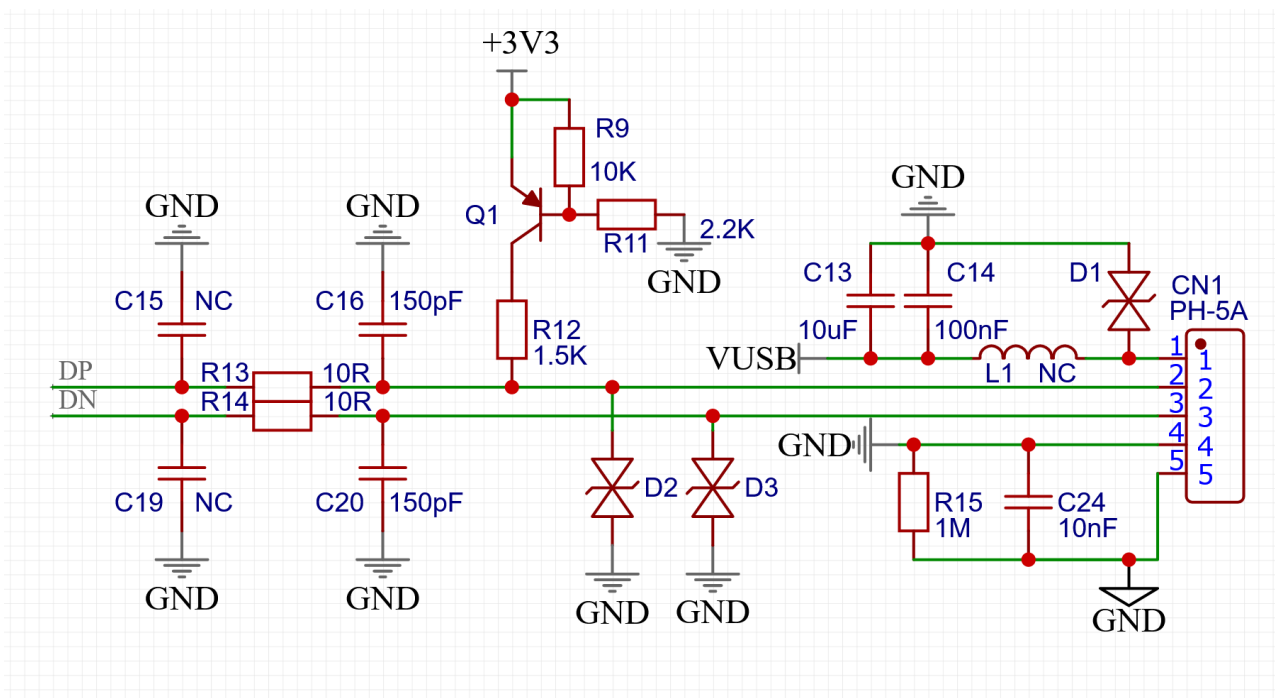 +3V3
R9
10K
GND
GND
GND
Q1
2.2K
R11
GND
C13
C14
D1
CN1
PH-5A
C15 NC
C16 150pF
R12
1.5K
10uF
100nF
VUSB
L1 NC
1
1
DP
R13
10R
2
2
DN
R14
10R
3
3
GND
4
4
5
5
C19 NC
C20 150pF
D2
D3
R15
1M
C24
10nF
GND
GND
GND
GND
GND